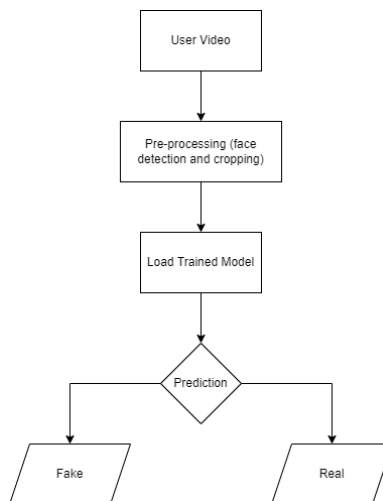 User Video
Pre-processing (face
detection and cropping)
Load Trained Model
Prediction
Fake
Real